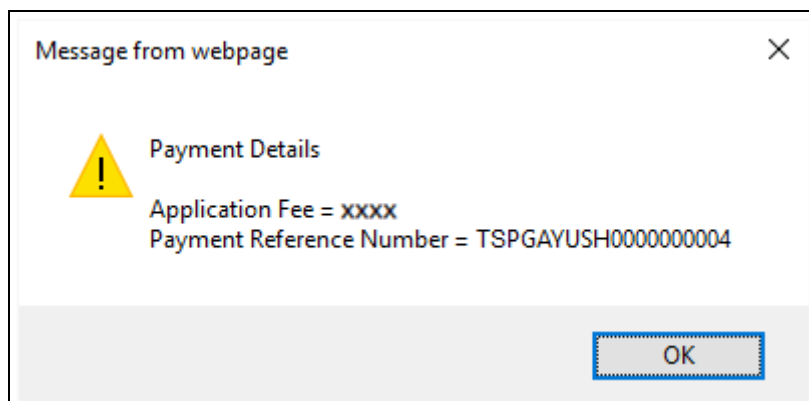 Message from webpage
Payment Details
Application Fee = xxxx
Payment Reference Number = TSPGAYUSH0000000004
OK